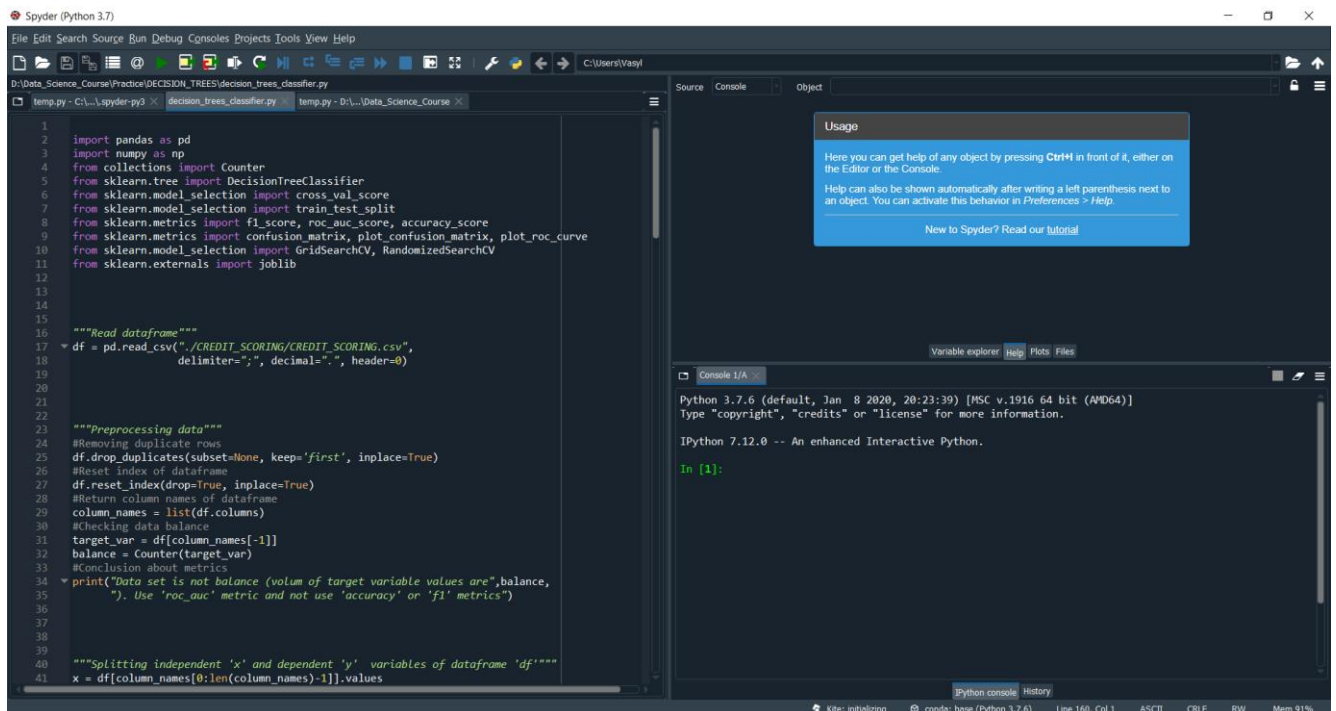 Spyder (Python 3.7)
File Edit Search Source Run Debug Consoles Projects Tools View Help
C:\Users\Vasyl
D:\Data_Science_Course\Practice\DECISION_TREES\decision_trees_classifier.py
temp.py - C:\...\.spyder-py3
decision_trees_classifier.py
temp.py - D:\...\Data_Science_Course
1
2 import pandas as pd
3 import numpy as np
4 from collections import Counter
5 from sklearn.tree import DecisionTreeClassifier
6 from sklearn.model_selection import cross_val_score
7 from sklearn.model_selection import train_test_split
8 from sklearn.metrics import f1_score, roc_auc_score, accuracy_score
9 from sklearn.metrics import confusion_matrix, plot_confusion_matrix, plot_roc_curve
10 from sklearn.model_selection import GridSearchCV, RandomizedSearchCV
11 from sklearn.externals import joblib
12
13
14
15
16 """Read dataframe"""
17 df = pd.read_csv("./CREDIT_SCORING/CREDIT_SCORING.csv",
18 delimiter=";", decimal=".", header=0)
19
20
21
22
23 """Preprocessing data"""
24 #Removing duplicate rows
25 df.drop_duplicates(subset=None, keep='first', inplace=True)
26 #Reset index of dataframe
27 df.reset_index(drop=True, inplace=True)
28 #Return column names of dataframe
29 column_names = list(df.columns)
30 #Checking data balance
31 target_var = df[column_names[-1]]
32 balance = Counter(target_var)
33 #Conclusion about metrics
34 print("Data set is not balance (volum of target variable values are",balance,
35 "). Use 'roc_auc' metric and not use 'accuracy' or 'f1' metrics")
36
37
38
39
40 """Splitting independent 'x' and dependent 'y' variables of dataframe 'df'"""
41 x = df[column_names[0:len(column_names)-1]].values
Source Console Object
Usage
Here you can get help of any object by pressing Ctrl+I in front of it, either on
the Editor or the Console.
Help can also be shown automatically after writing a left parenthesis next to
an object. You can activate this behavior in Preferences > Help.
New to Spyder? Read our tutorial
Variable explorer Help Plots Files
Console 1/A
Python 3.7.6 (default, Jan 8 2020, 20:23:39) [MSC v.1916 64 bit (AMD64)]
Type "copyright", "credits" or "license" for more information.
IPython 7.12.0 -- An enhanced Interactive Python.
In [1]:
IPython console History
Kite: initializing conda: base (Python 3.7.6) Line 160, Col 1 ASCII CRLF RW Mem 91%